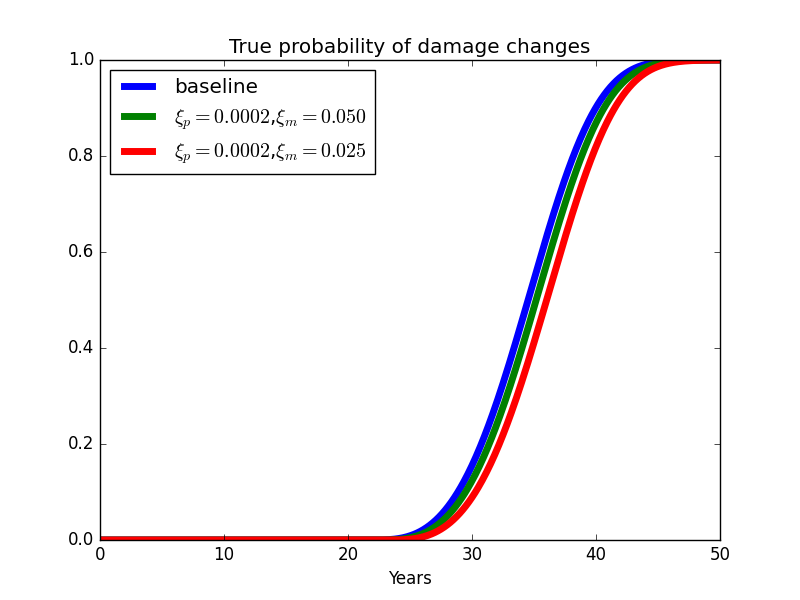 True probability of damage changes
1.0
0.8
0.6
0.4
0.2
0.0
baseline
ξₚ = 0.0002,ξₘ = 0.050
ξₚ = 0.0002,ξₘ = 0.025
0 10 20 30 40 50
Years